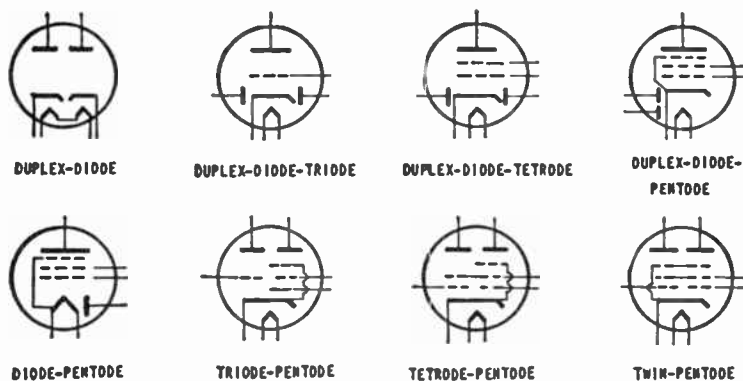 DUPLEX-DIODE
DUPLEX-DIODE-TRIODE
DUPLEX-DIODE-TETRODE
DUPLEX-DIODE-
PENTODE
DIODE-PENTODE
TRIODE-PENTODE
TETRODE-PENTODE
TWIN-PENTODE